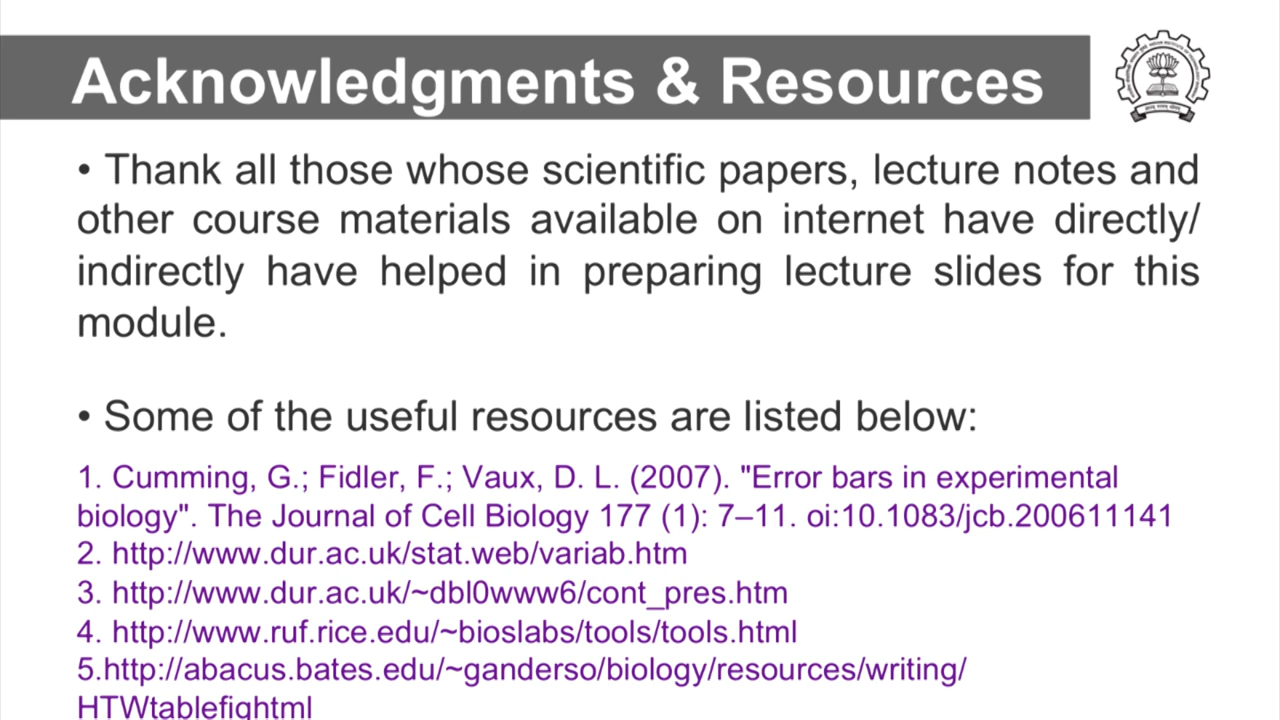 Acknowledgments & Resources
• Thank all those whose scientific papers, lecture notes and
other course materials available on internet have directly/
indirectly have helped in preparing lecture slides for this
module.
• Some of the useful resources are listed below:
1. Cumming, G.; Fidler, F.; Vaux, D. L. (2007). "Error bars in experimental
biology". The Journal of Cell Biology 177 (1): 7–11. oi:10.1083/jcb.200611141
2. http://www.dur.ac.uk/stat.web/variab.htm
3. http://www.dur.ac.uk/~dbl0www6/cont_pres.htm
4. http://www.ruf.rice.edu/~bioslabs/tools/tools.html
5.http://abacus.bates.edu/~ganderso/biology/resources/writing/
HTWtablefightml